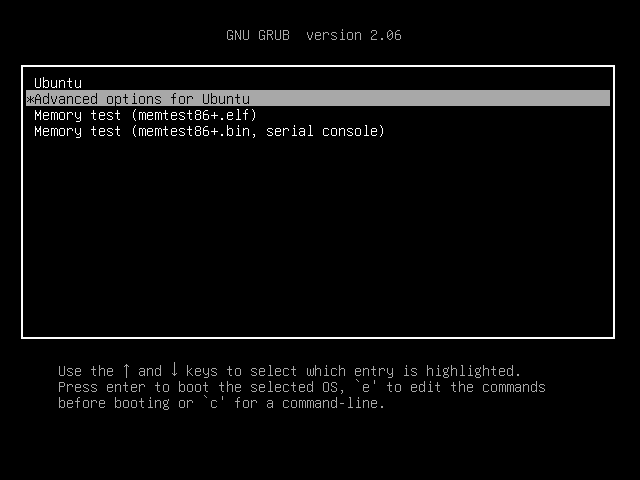 GNU GRUB  version 2.06
Ubuntu
*Advanced options for Ubuntu
Memory test (memtest86+.elf)
Memory test (memtest86+.bin, serial console)
Use the ↑ and ↓ keys to select which entry is highlighted.
Press enter to boot the selected OS, `e' to edit the commands
before booting or `c' for a command-line.